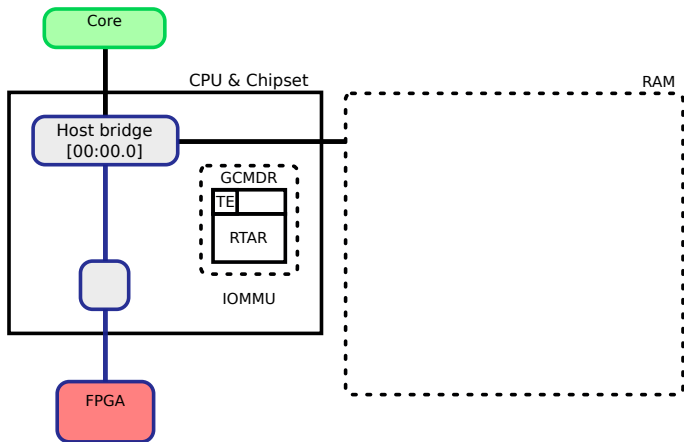 Core
CPU & Chipset
RAM
Host bridge
[00:00.0]
GCMDR
TE
RTAR
IOMMU
FPGA